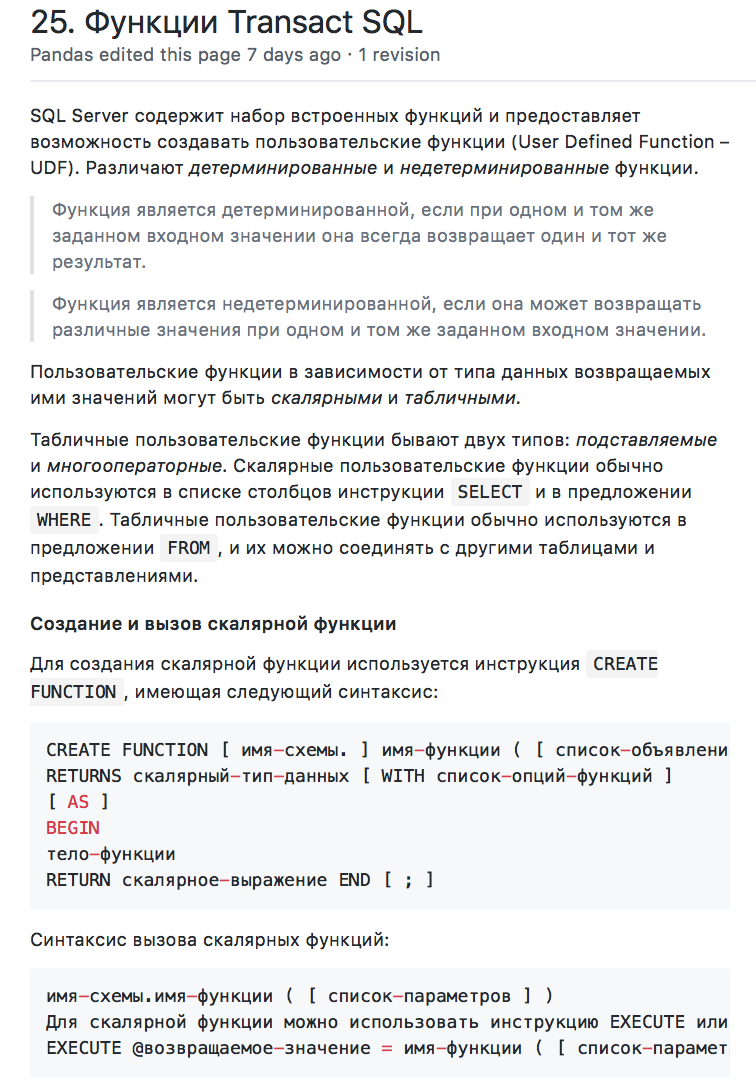 25. Функции Transact SQL
Pandas edited this page 7 days ago · 1 revision
SQL Server содержит набор встроенных функций и предоставляет
возможность создавать пользовательские функции (User Defined Function –
UDF). Различают детерминированные и недетерминированные функции.
Функция является детерминированной, если при одном и том же
заданном входном значении она всегда возвращает один и тот же
результат.
Функция является недетерминированной, если она может возвращать
различные значения при одном и том же заданном входном значении.
Пользовательские функции в зависимости от типа данных возвращаемых
ими значений могут быть скалярными и табличными.
Табличные пользовательские функции бывают двух типов: подставляемые
и многооператорные. Скалярные пользовательские функции обычно
используются в списке столбцов инструкции SELECT и в предложении
WHERE . Табличные пользовательские функции обычно используются в
предложении FROM , и их можно соединять с другими таблицами и
представлениями.
Создание и вызов скалярной функции
Для создания скалярной функции используется инструкция CREATE
FUNCTION , имеющая следующий синтаксис:
CREATE FUNCTION [ имя-схемы. ] имя-функции ( [ список-объявлени
RETURNS скалярный-тип-данных [ WITH список-опций-функций ]
[ AS ]
BEGIN
тело-функции
RETURN скалярное-выражение END [ ; ]
Синтаксис вызова скалярных функций:
имя-схемы.имя-функции ( [ список-параметров ] )
Для скалярной функции можно использовать инструкцию EXECUTE или
EXECUTE @возвращаемое-значение = имя-функции ( [ список-парамет